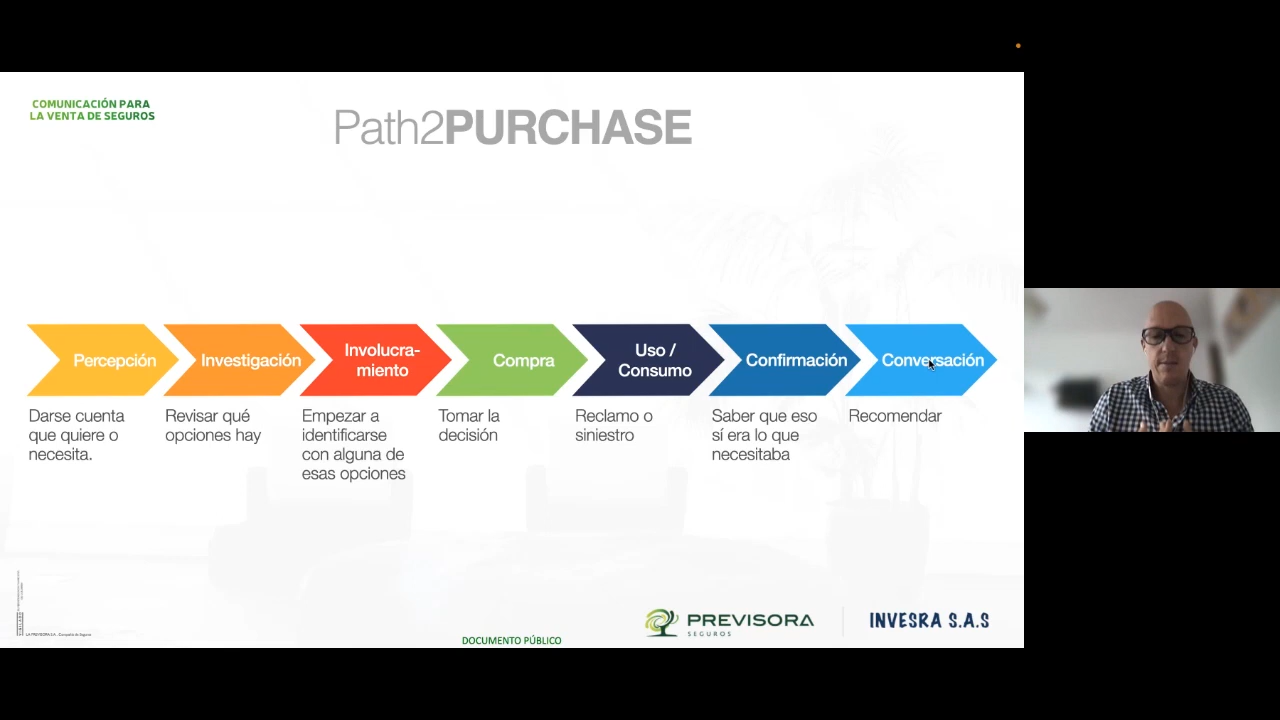 COMUNICACIÓN PARA
LA VENTA DE SEGUROS
Path2PURCHASE
Percepción
Investigación
Involucra-
miento
Compra
Uso /
Consumo
Confirmación
Conversación
Darse cuenta
que quiere o
necesita.
Revisar qué
opciones hay
Empezar a
identificarse
con alguna de
esas opciones
Tomar la
decisión
Reclamo o
siniestro
Saber que eso
sí era lo que
necesitaba
Recomendar
PREVISORA
SEGUROS
INVESRA S.A.S
DOCUMENTO PÚBLICO